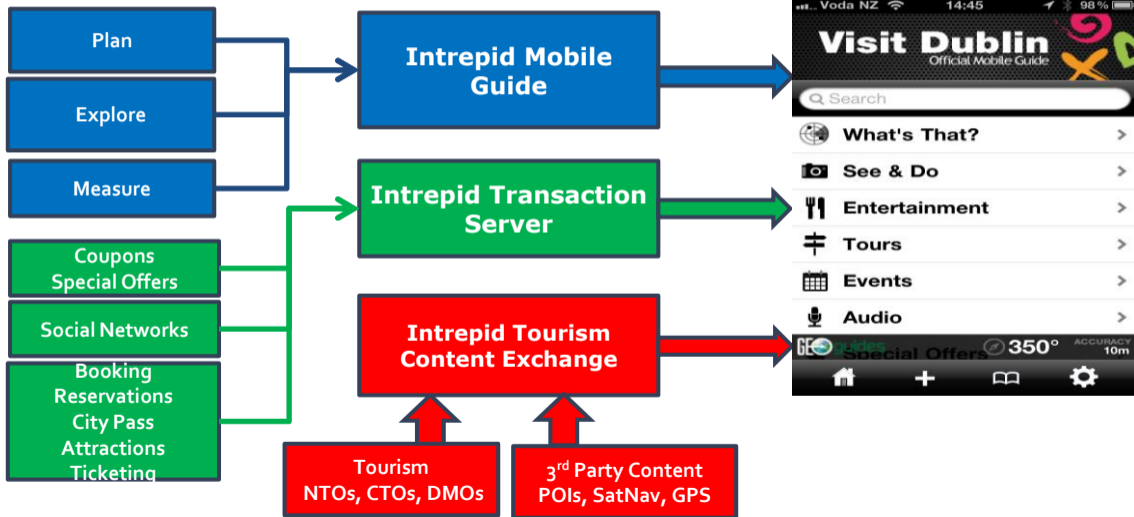 Plan
Explore
Measure
Coupons
Special Offers
Social Networks
Booking
Reservations
City Pass
Attractions
Ticketing
Intrepid Mobile
Guide
Intrepid Transaction
Server
Intrepid Tourism
Content Exchange
Tourism
NTOs, CTOs, DMOs
3rd Party Content
POIs, SatNav, GPS
Voda NZ 14:45 98%
Visit Dublin
Official Mobile Guide
Search
What's That?
See & Do
Entertainment
Tours
Events
Audio
Special Offers
GEOguides 350° ACCURACY
10m